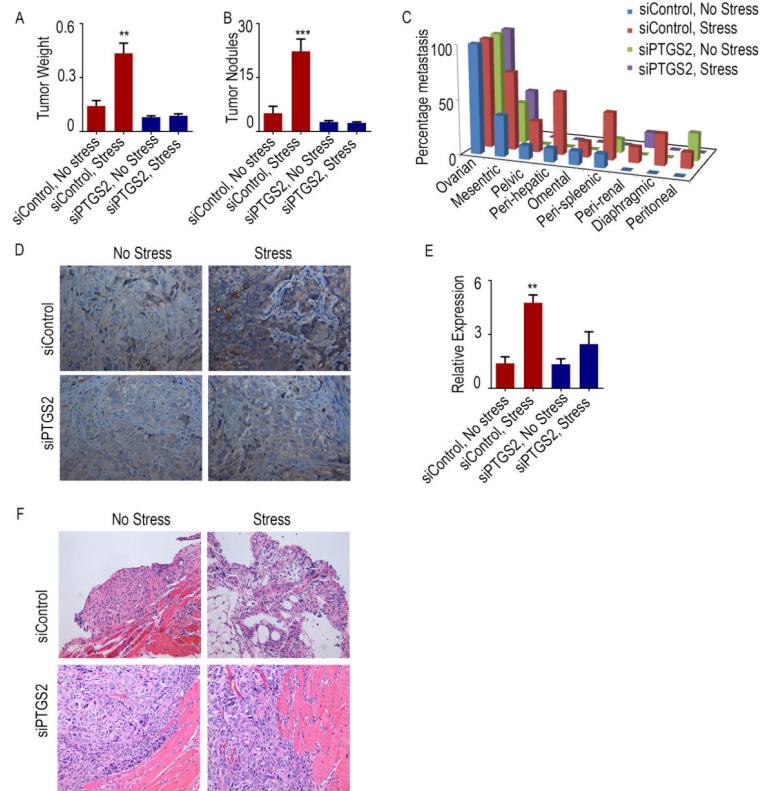 A
Tumor Weight
0.6
0.3
0
**
siControl, No stress
siControl, Stress
siPTGS2, No Stress
siPTGS2, Stress
B
Tumor Nodules
30
15
0
***
siControl, No stress
siControl, Stress
siPTGS2, No Stress
siPTGS2, Stress
C
siControl, No Stress
siControl, Stress
siPTGS2, No Stress
siPTGS2, Stress
Percentage metastasis
100
50
0
Ovarian
Mesentric
Pelvic
Peri-hepatic
Omental
Peri-spleenic
Peri-renal
Diaphragmic
Peritoneal
D
No Stress
Stress
siControl
siPTGS2
E
Relative Expression
6
3
0
**
siControl, No stress
siControl, Stress
siPTGS2, No Stress
siPTGS2, Stress
F
No Stress
Stress
siControl
siPTGS2